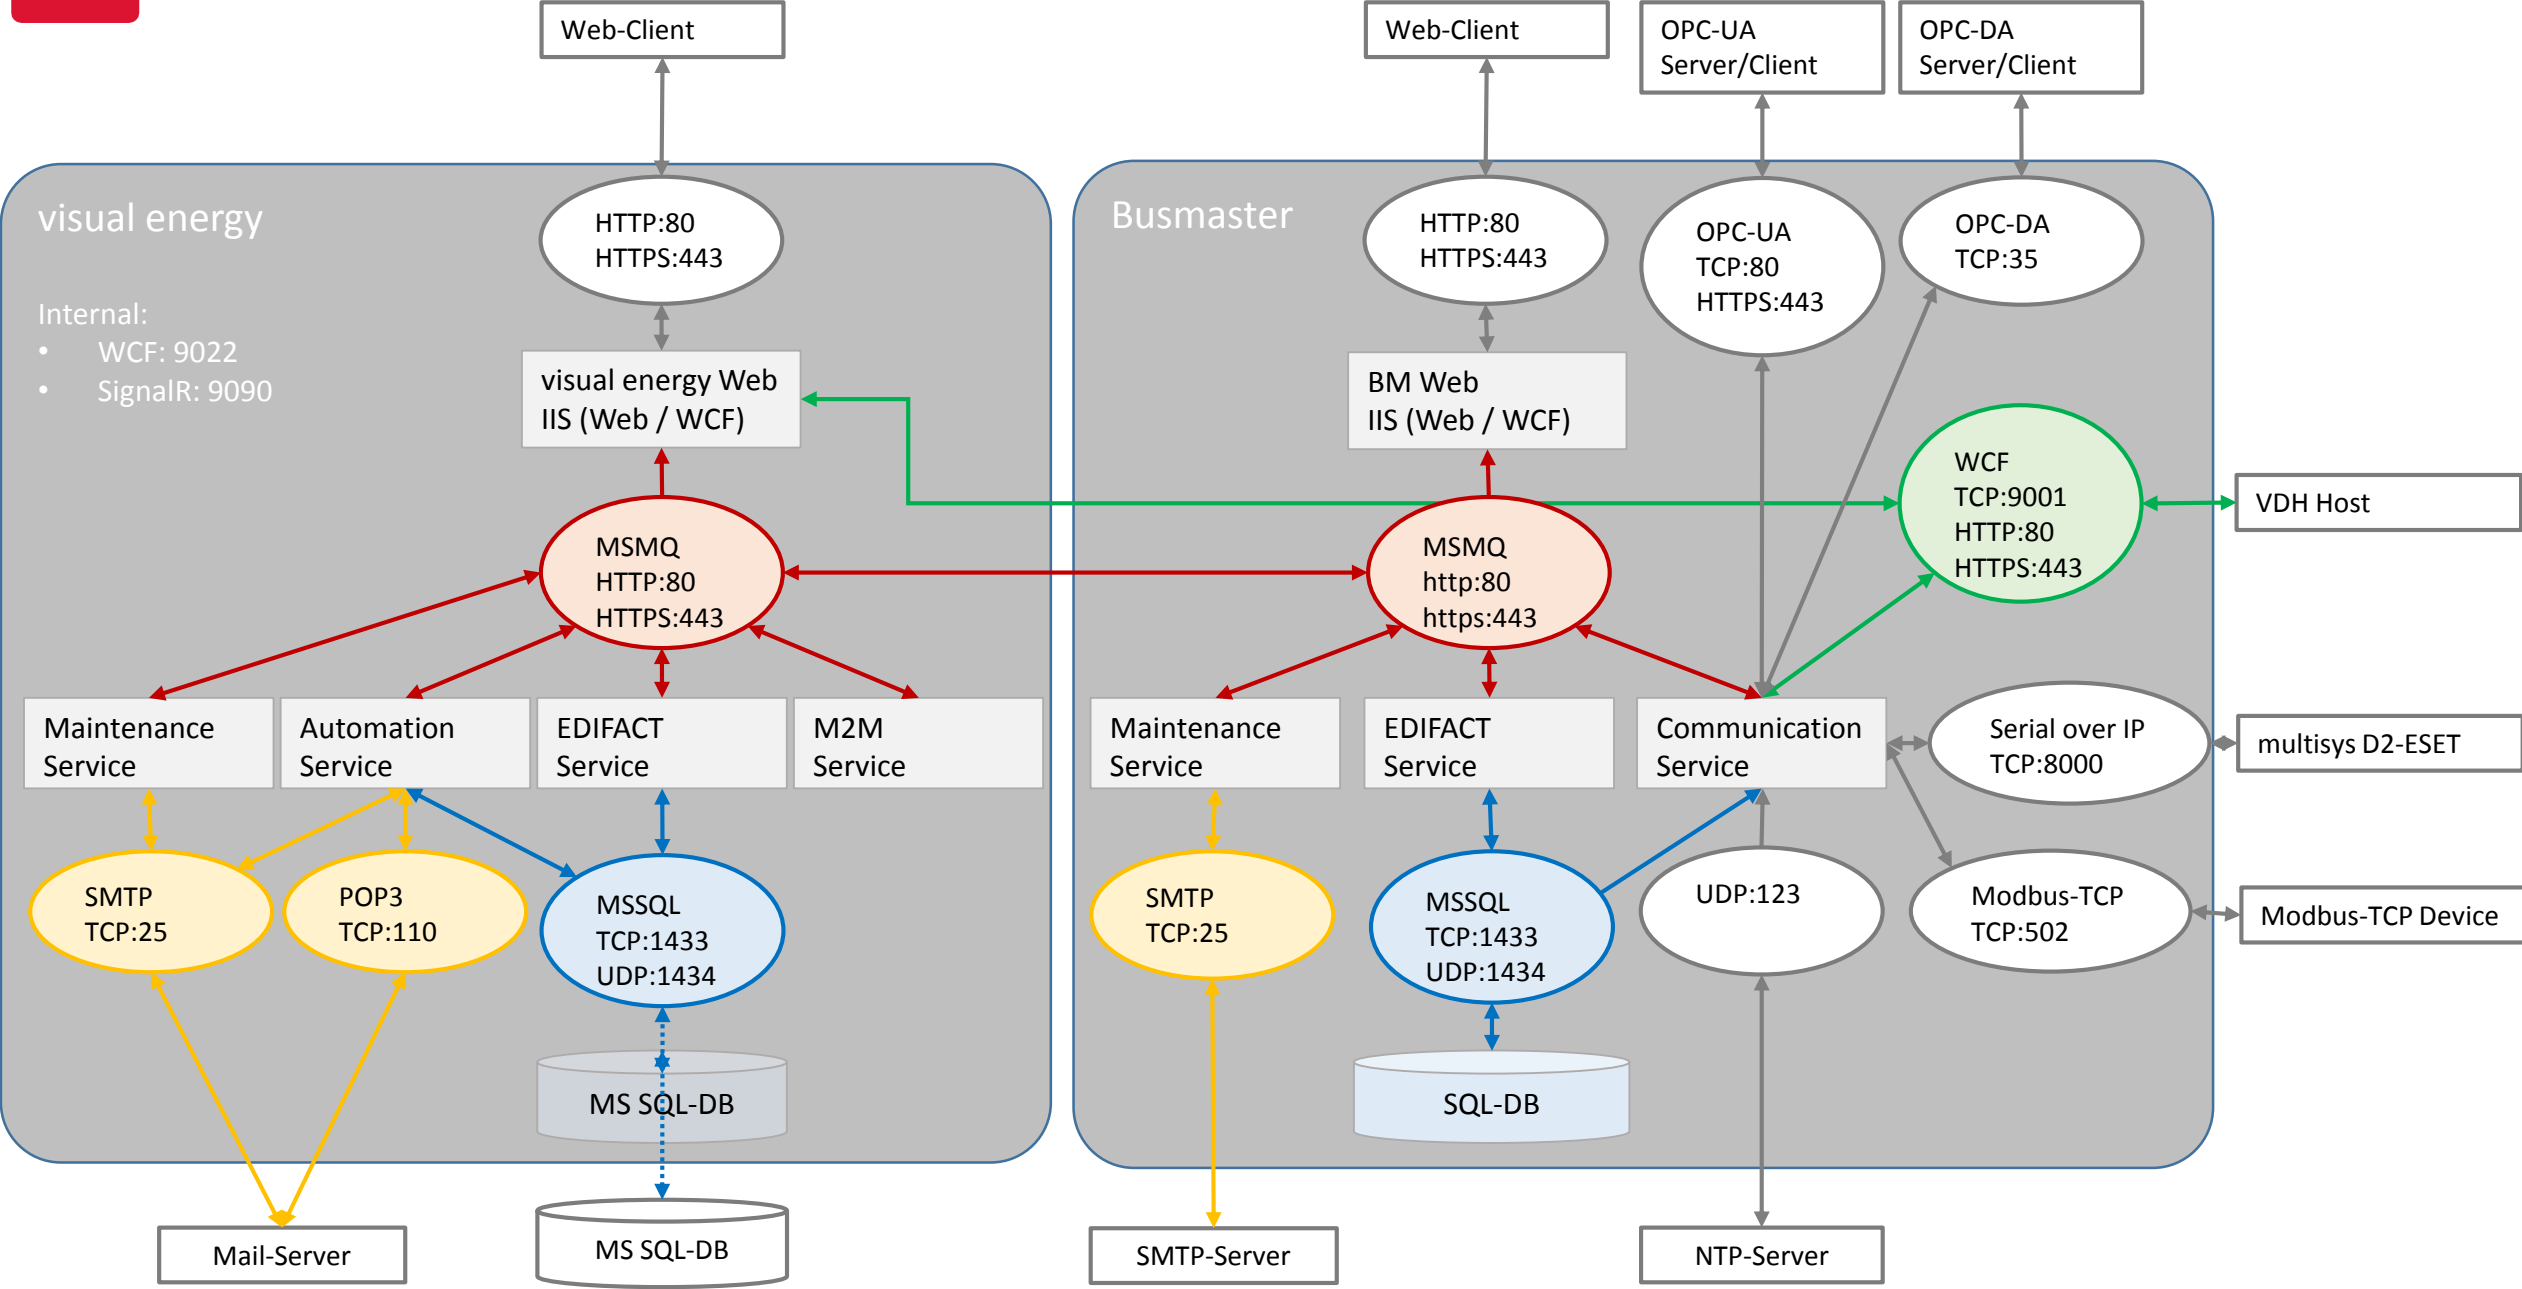 Web-Client
Web-Client
OPC-UA
Server/Client
OPC-DA
Server/Client
visual energy
Internal:
• WCF: 9022
• SignalR: 9090
HTTP:80
HTTPS:443
visual energy Web
IIS (Web / WCF)
MSMQ
HTTP:80
HTTPS:443
Maintenance
Service
Automation
Service
EDIFACT
Service
M2M
Service
SMTP
TCP:25
POP3
TCP:110
MSSQL
TCP:1433
UDP:1434
MS SQL-DB
Mail-Server
MS SQL-DB
Busmaster
HTTP:80
HTTPS:443
OPC-UA
TCP:80
HTTPS:443
OPC-DA
TCP:35
BM Web
IIS (Web / WCF)
WCF
TCP:9001
HTTP:80
HTTPS:443
VDH Host
MSMQ
http:80
https:443
Maintenance
Service
EDIFACT
Service
Communication
Service
Serial over IP
TCP:8000
multisys D2-ESET
SMTP
TCP:25
MSSQL
TCP:1433
UDP:1434
UDP:123
Modbus-TCP
TCP:502
Modbus-TCP Device
SQL-DB
SMTP-Server
NTP-Server